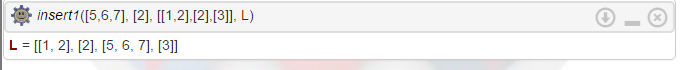 insert1([5,6,7], [2], [[1,2],[2],[3]], L)
L = [[1, 2], [2], [5, 6, 7], [3]]